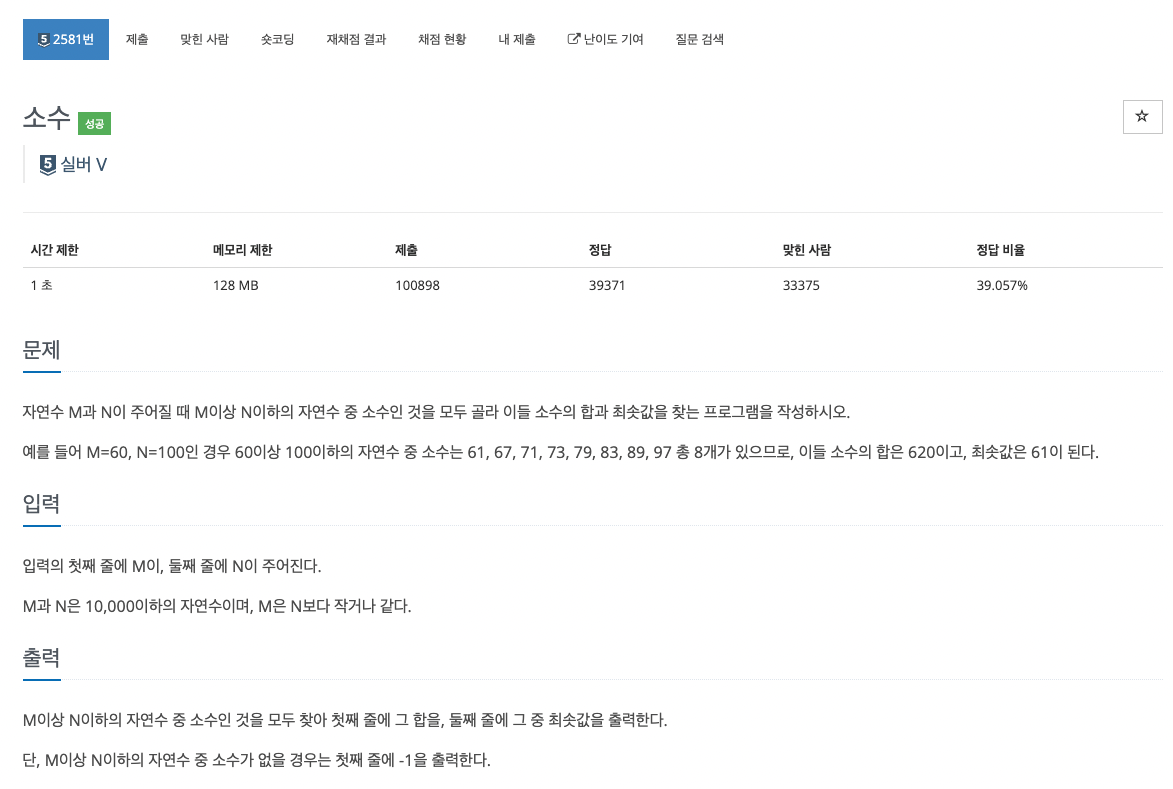 5 2581번 제출 맞힌 사람 숏코딩 재채점 결과 채점 현황 내 제출 난이도 기여 질문 검색
소수 성공
5 실버 V
시간 제한 메모리 제한 제출 정답 맞힌 사람 정답 비율
1 초 128 MB 100898 39371 33375 39.057%
문제
자연수 M과 N이 주어질 때 M이상 N이하의 자연수 중 소수인 것을 모두 골라 이들 소수의 합과 최솟값을 찾는 프로그램을 작성하시오.
예를 들어 M=60, N=100인 경우 60이상 100이하의 자연수 중 소수는 61, 67, 71, 73, 79, 83, 89, 97 총 8개가 있으므로, 이들 소수의 합은 620이고, 최솟값은 61이 된다.
입력
입력의 첫째 줄에 M이, 둘째 줄에 N이 주어진다.
M과 N은 10,000이하의 자연수이며, M은 N보다 작거나 같다.
출력
M이상 N이하의 자연수 중 소수인 것을 모두 찾아 첫째 줄에 그 합을, 둘째 줄에 그 중 최솟값을 출력한다.
단, M이상 N이하의 자연수 중 소수가 없을 경우는 첫째 줄에 -1을 출력한다.